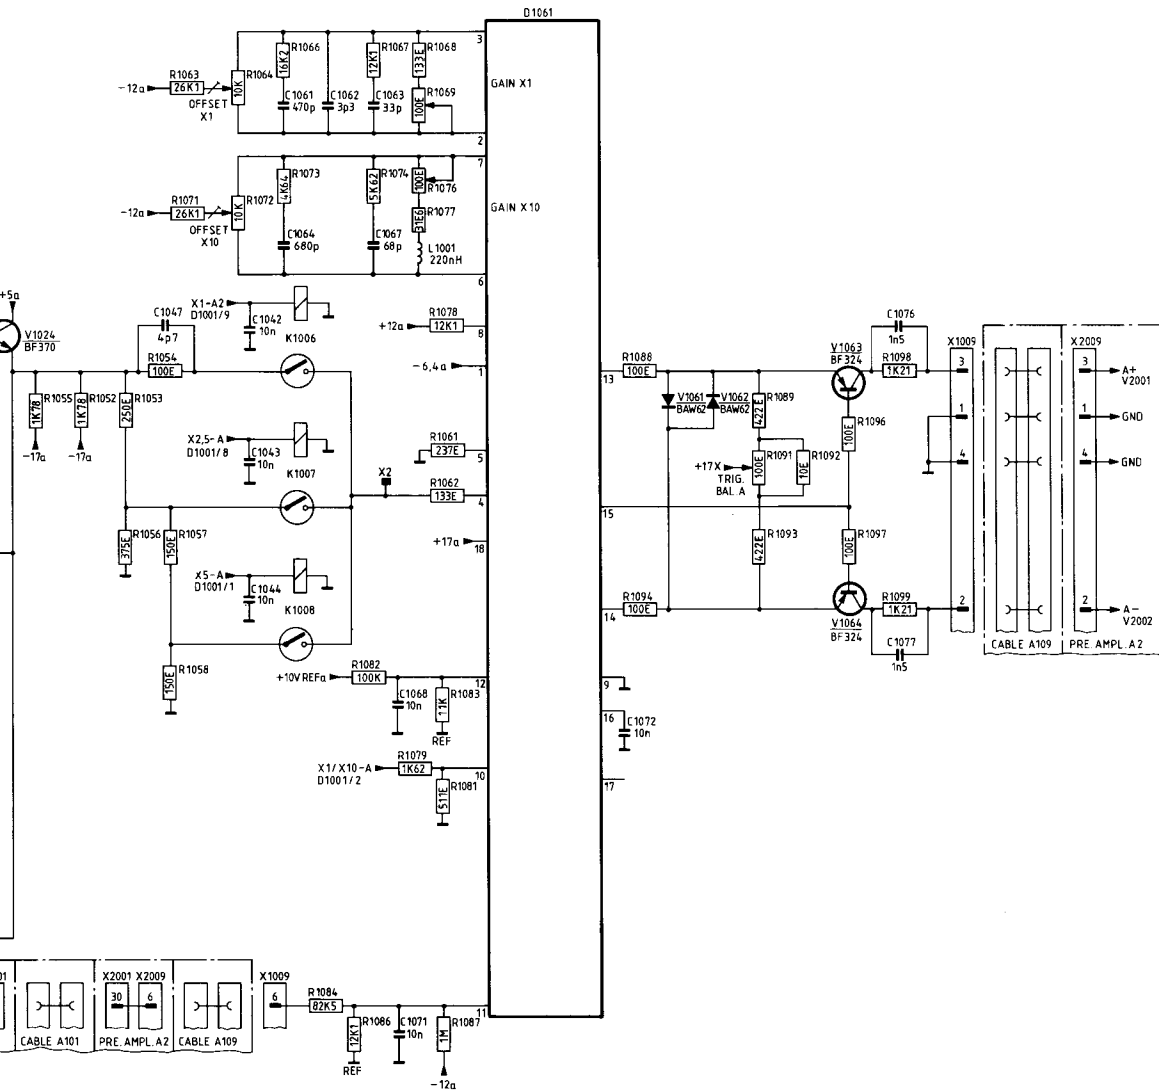 D1061
3
R1066
16K2
R1067
12K1
R1068
133E
R1063
-12a
26K1
OFFSET
X1
R1064
10K
C1061
470p
C1062
3p3
C1063
33p
R1069
100E
GAIN X1
2
7
R1073
4K64
R1074
5K62
100E
R1076
R1071
-12a
26K1
OFFSET
X10
R1072
10K
R1077
31E6
GAIN X10
C1064
680p
C1067
68p
L1001
220nH
6
+5a
V1024
BF370
C1047
4p7
R1054
100E
X1-A2
D1001/9
C1042
10n
K1006
+12a
R1078
12K1
8
-6,4a
1
R1055
1K78
R1052
1K78
R1053
250E
-17a
-17a
X2,5-A
D1001/8
C1043
10n
K1007
R1061
237E
5
X2
R1062
133E
4
+17a
18
R1056
375E
R1057
150E
X5-A
D1001/1
C1044
10n
K1008
R1058
150E
+10V REFa
R1082
100K
12
C1068
10n
R1083
11K
REF
X1/X10-A
D1001/2
R1079
1K62
10
R1081
511E
13
R1088
100E
V1061
BAW62
V1062
BAW62
R1089
422E
V1063
BF324
C1076
1n5
R1098
1K21
R1096
100E
+17X
TRIG.
BAL.A
R1091
100E
R1092
10E
15
R1093
422E
R1097
100E
14
R1094
100E
V1064
BF324
R1099
1K21
C1077
1n5
9
16
C1072
10n
17
X1009
3
1
4
2
CABLE A109
X2009
3
1
4
2
A+
V2001
GND
GND
A-
V2002
PRE. AMPL. A2
01
CABLE A101
X2001
30
X2009
6
PRE. AMPL. A2
CABLE A109
X1009
6
R1084
82K5
11
R1086
12K1
REF
C1071
10n
R1087
1M
-12a